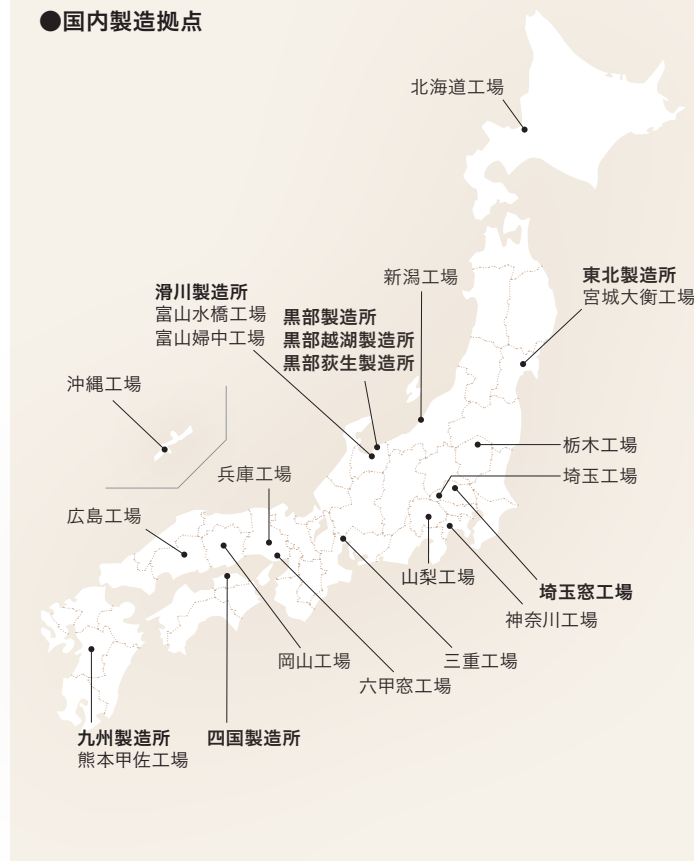 ●国内製造拠点
北海道工場
新潟工場
東北製造所
宮城大衡工場
滑川製造所
富山水橋工場
富山婦中工場
黒部製造所
黒部越湖製造所
黒部荻生製造所
沖縄工場
栃木工場
兵庫工場
埼玉工場
広島工場
山梨工場
埼玉窓工場
神奈川工場
岡山工場
三重工場
六甲窓工場
九州製造所
熊本甲佐工場
四国製造所